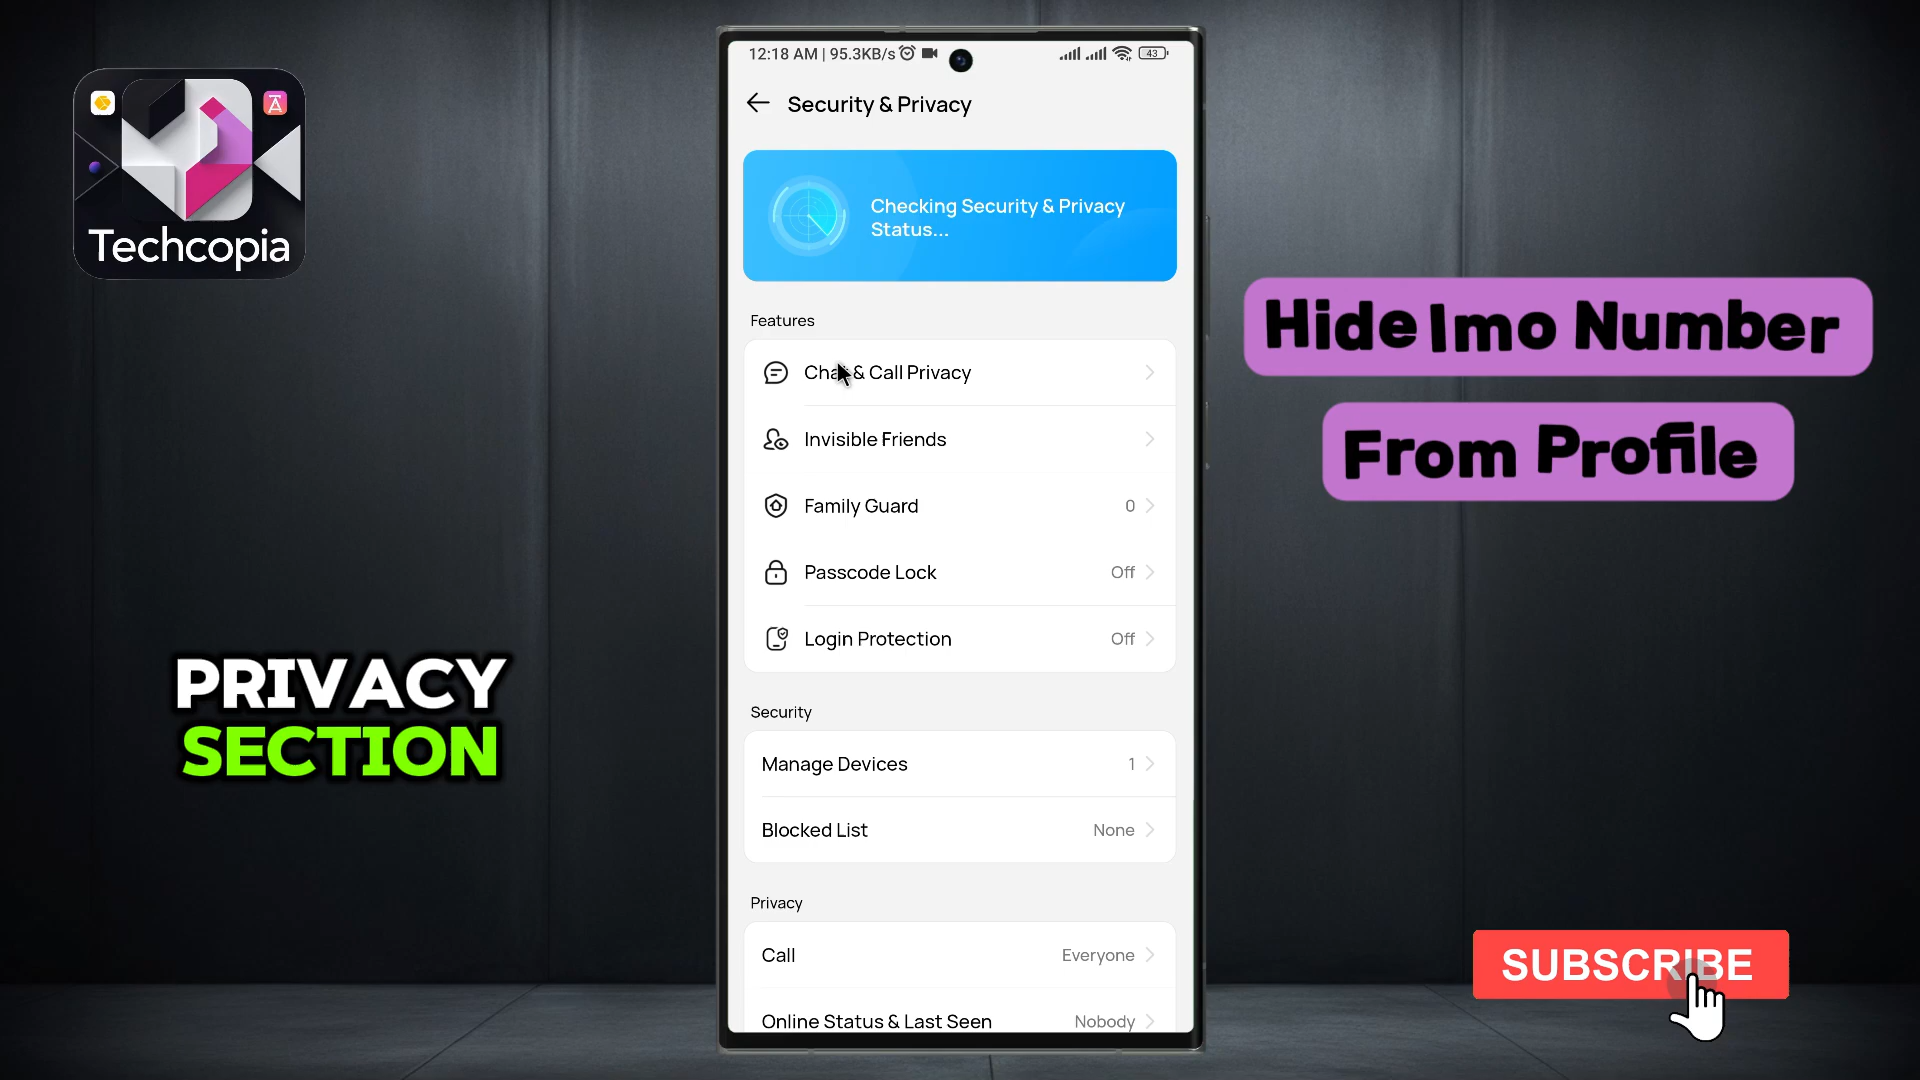 12:18 AM | 95.3KB/s
43
Security & Privacy
Checking Security & Privacy
Status...
Features
Chat & Call Privacy
Invisible Friends
Family Guard 0
Passcode Lock Off
Login Protection Off
Security
Manage Devices 1
Blocked List None
Privacy
Call Everyone
Online Status & Last Seen Nobody
Techcopia
PRIVACY
SECTION
Hide Imo Number
From Profile
SUBSCRIBE